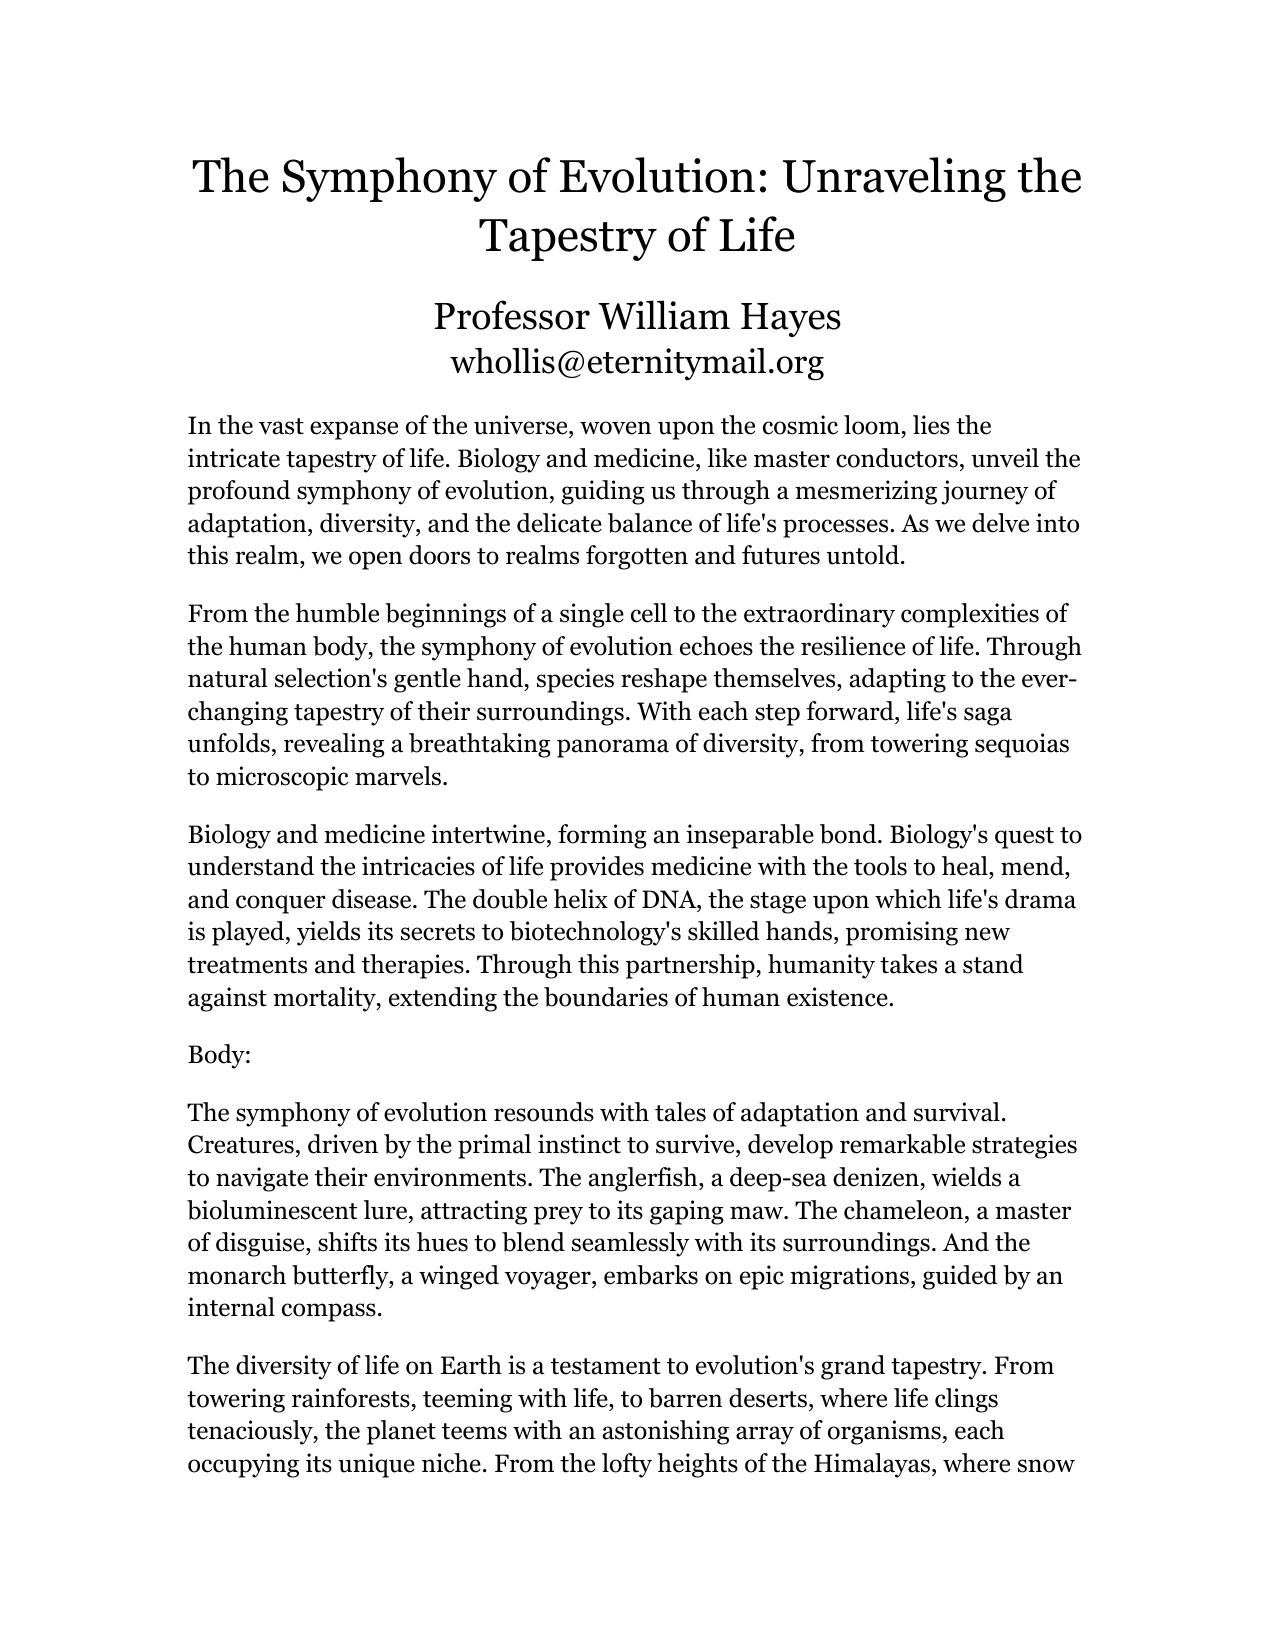 The Symphony of Evolution: Unraveling the
Tapestry of Life
Professor William Hayes
whollis@eternitymail.org
In the vast expanse of the universe, woven upon the cosmic loom, lies the
intricate tapestry of life. Biology and medicine, like master conductors, unveil the
profound symphony of evolution, guiding us through a mesmerizing journey of
adaptation, diversity, and the delicate balance of life's processes. As we delve into
this realm, we open doors to realms forgotten and futures untold.
From the humble beginnings of a single cell to the extraordinary complexities of
the human body, the symphony of evolution echoes the resilience of life. Through
natural selection's gentle hand, species reshape themselves, adapting to the ever-
changing tapestry of their surroundings. With each step forward, life's saga
unfolds, revealing a breathtaking panorama of diversity, from towering sequoias
to microscopic marvels.
Biology and medicine intertwine, forming an inseparable bond. Biology's quest to
understand the intricacies of life provides medicine with the tools to heal, mend,
and conquer disease. The double helix of DNA, the stage upon which life's drama
is played, yields its secrets to biotechnology's skilled hands, promising new
treatments and therapies. Through this partnership, humanity takes a stand
against mortality, extending the boundaries of human existence.
Body:
The symphony of evolution resounds with tales of adaptation and survival.
Creatures, driven by the primal instinct to survive, develop remarkable strategies
to navigate their environments. The anglerfish, a deep-sea denizen, wields a
bioluminescent lure, attracting prey to its gaping maw. The chameleon, a master
of disguise, shifts its hues to blend seamlessly with its surroundings. And the
monarch butterfly, a winged voyager, embarks on epic migrations, guided by an
internal compass.
The diversity of life on Earth is a testament to evolution's grand tapestry. From
towering rainforests, teeming with life, to barren deserts, where life clings
tenaciously, the planet teems with an astonishing array of organisms, each
occupying its unique niche. From the lofty heights of the Himalayas, where snow